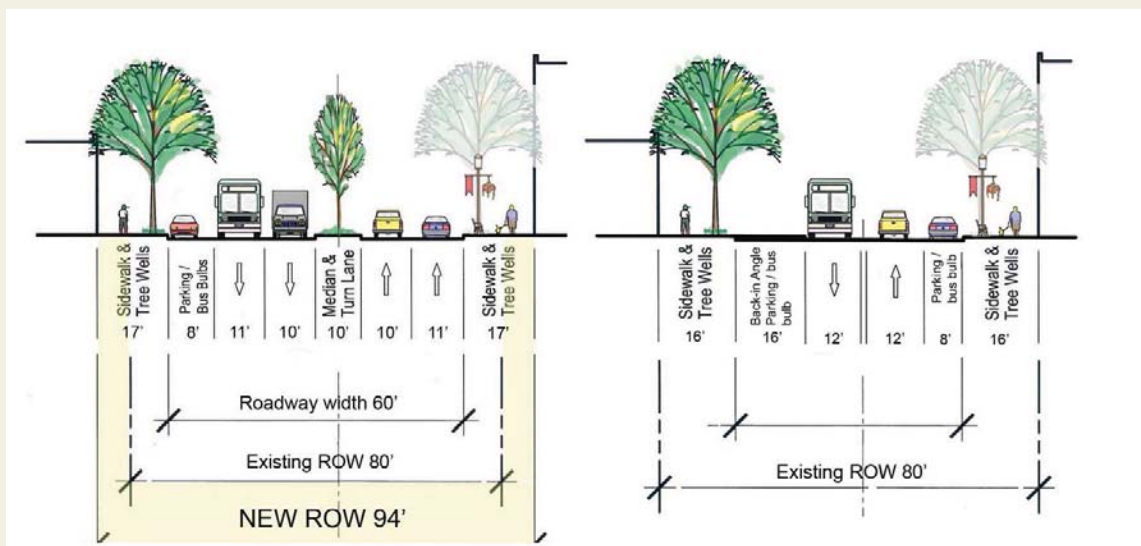 Sidewalk &
Tree Wells
17'
Parking /
Bus Bulbs
8'
11'
10'
Median &
Turn Lane
10'
10'
11'
Sidewalk &
Tree Wells
17'
Roadway width 60'
Existing ROW 80'
NEW ROW 94'
Sidewalk &
Tree Wells
16'
Back-in Angle
Parking / bus
bulb
16'
12'
12'
Parking /
bus bulb
8'
Sidewalk &
Tree Wells
16'
Existing ROW 80'